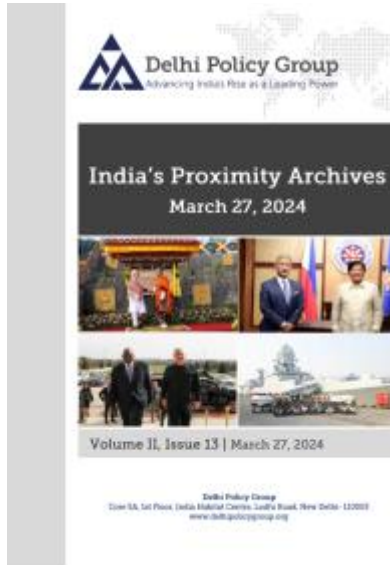 Delhi Policy Group
Advancing India's Rise as a Leading Power
India's Proximity Archives
March 27, 2024
Volume II, Issue 13 | March 27, 2024
Delhi Policy Group
Core 5A, 1st Floor, India Habitat Centre, Lodhi Road, New Delhi- 110003
www.delhipolicygroup.org